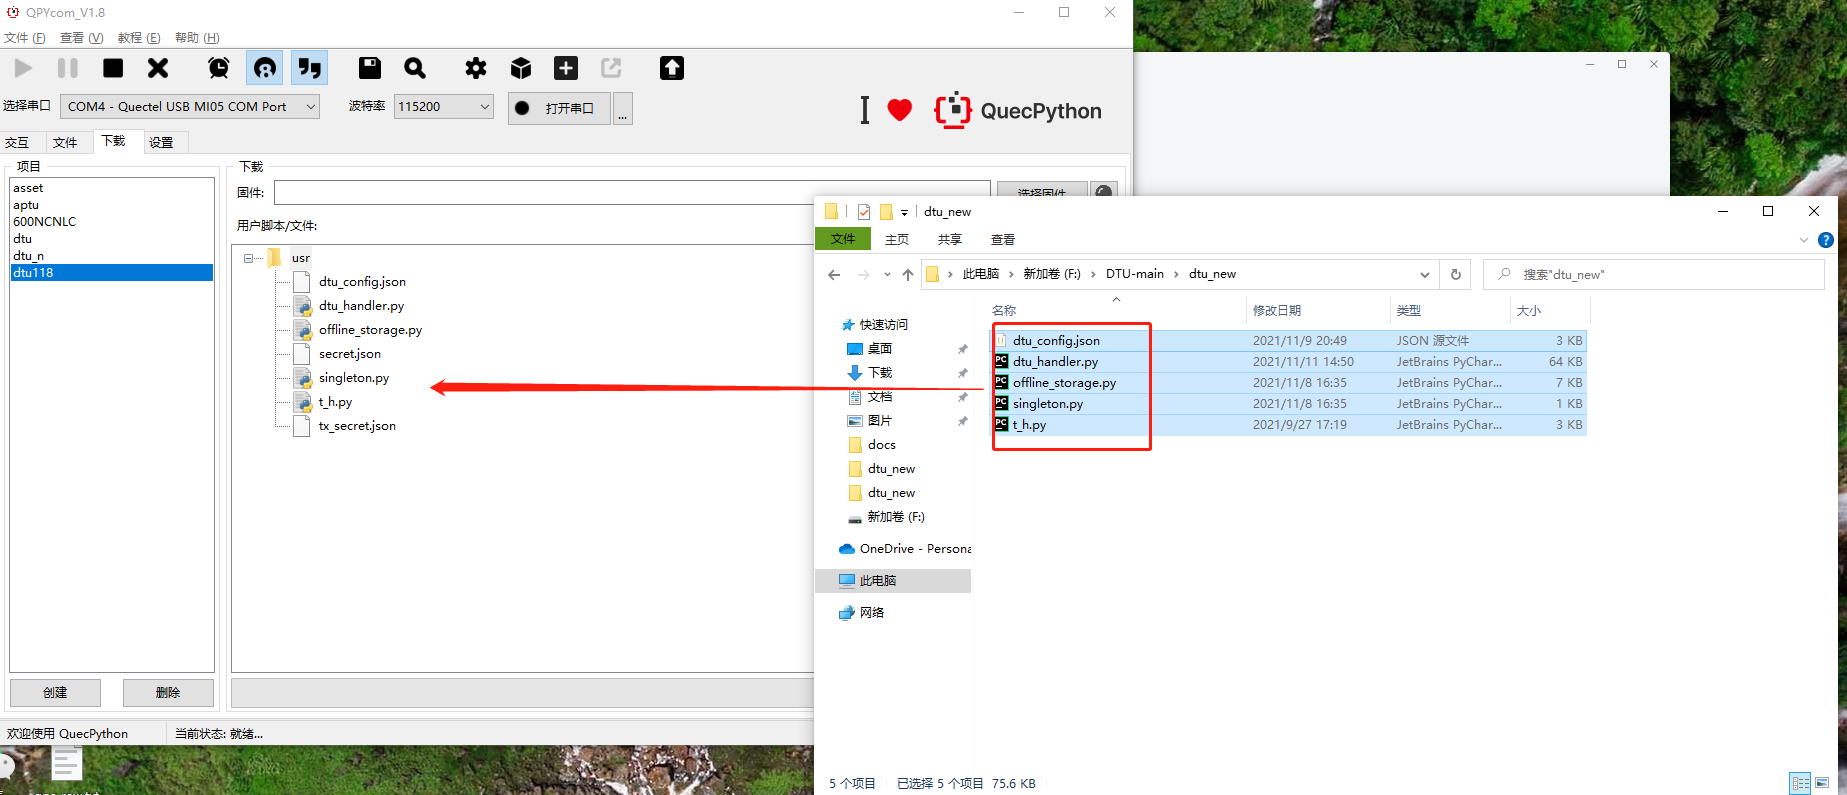 QPYcom_V1.8
文件 (F) 查看 (V) 教程 (E) 帮助 (H)
选择串口 COM4 - Quectel USB MI05 COM Port 波特率 115200 打开串口 ...
I QuecPython
交互 文件 下载 设置
项目
asset
aptu
600NCNLC
dtu
dtu_n
dtu118
创建 删除
下载
固件: 选择固件
用户脚本/文件:
usr
dtu_config.json
dtu_handler.py
offline_storage.py
secret.json
singleton.py
t_h.py
tx_secret.json
欢迎使用 QuecPython 当前状态: 就绪...
dtu_new
文件 主页 共享 查看
此电脑 › 新加卷 (F:) › DTU-main › dtu_new
搜索"dtu_new"
快速访问
桌面
下载
文档
图片
docs
dtu_new
dtu_new
新加卷 (F:)
OneDrive - Persona
此电脑
网络
名称 修改日期 类型 大小
dtu_config.json 2021/11/9 20:49 JSON 源文件 3 KB
dtu_handler.py 2021/11/11 14:50 JetBrains PyChar... 64 KB
offline_storage.py 2021/11/8 16:35 JetBrains PyChar... 7 KB
singleton.py 2021/11/8 16:35 JetBrains PyChar... 1 KB
t_h.py 2021/9/27 17:19 JetBrains PyChar... 3 KB
5 个项目 已选择 5 个项目 75.6 KB